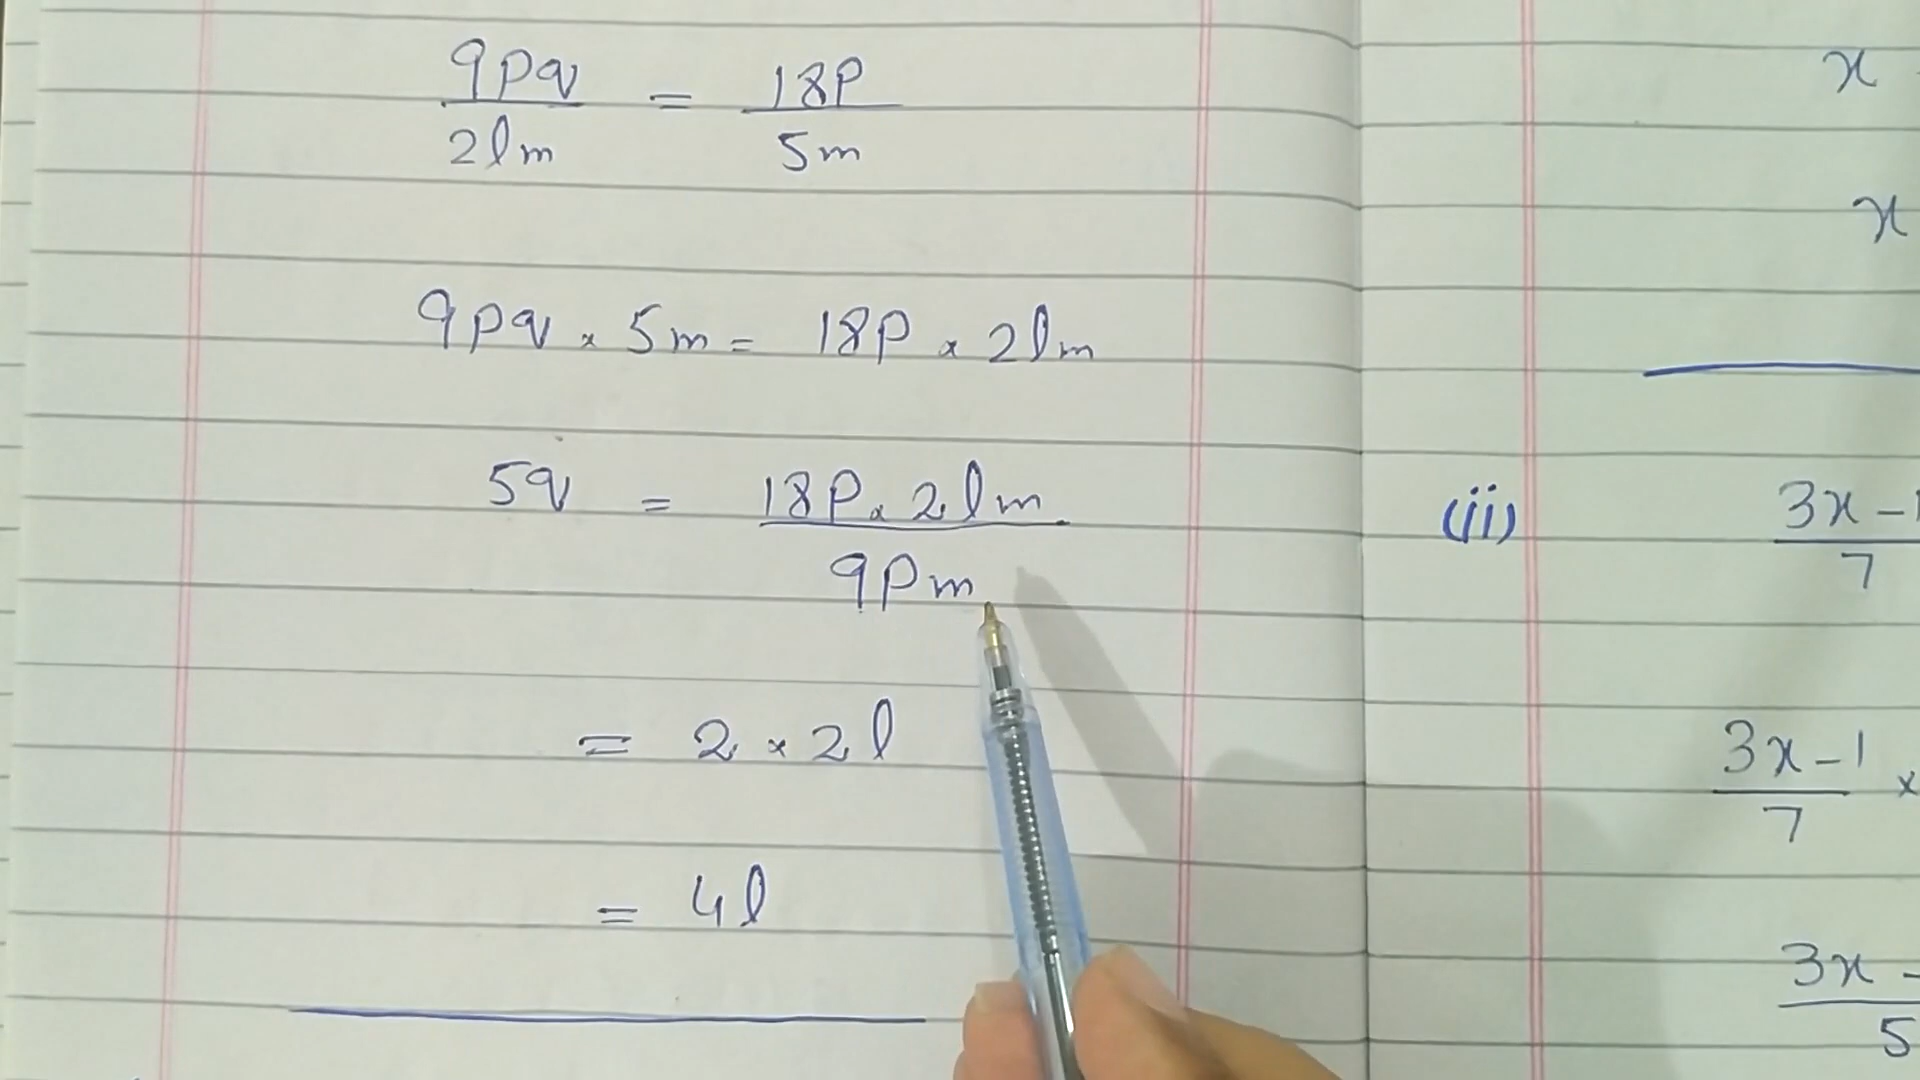 9pq/2lm = 18p/5m
9pq × 5m = 18p × 2lm
5q = 18p × 2lm/9pm
= 2 × 2l
= 4l
x
x
(ii) 3x-1/7
3x-1/7 ×
3x-/5